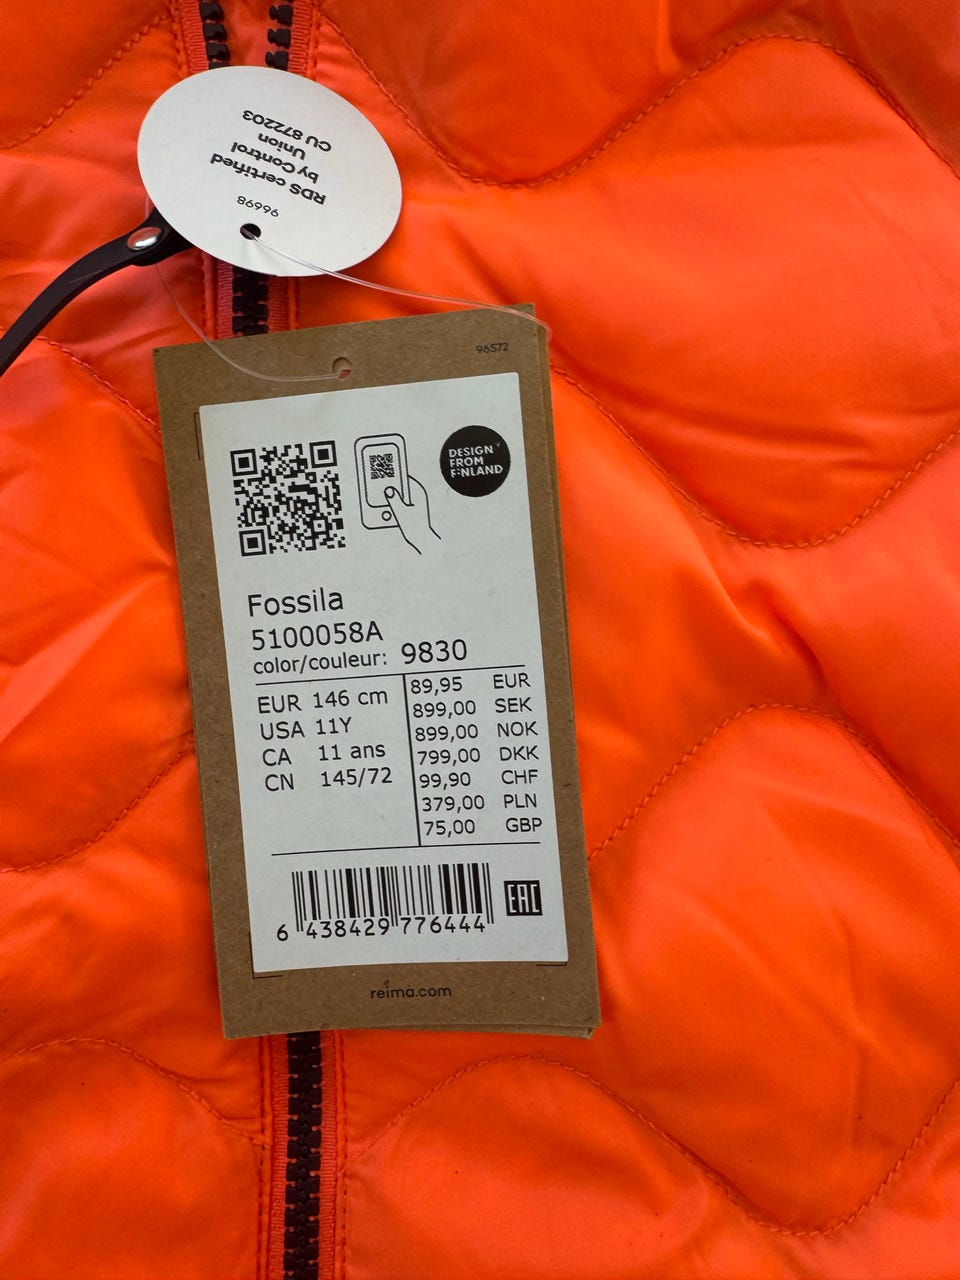 RDS certified
by Control
Union
CU 872203
96698
96572
DESIGN
FROM
FINLAND
Fossila
5100058A
color/couleur: 9830
EUR 146 cm
USA 11Y
CA 11 ans
CN 145/72
89,95 EUR
899,00 SEK
899,00 NOK
799,00 DKK
99,90 CHF
379,00 PLN
75,00 GBP
EAC
6 438429 776444
reima.com